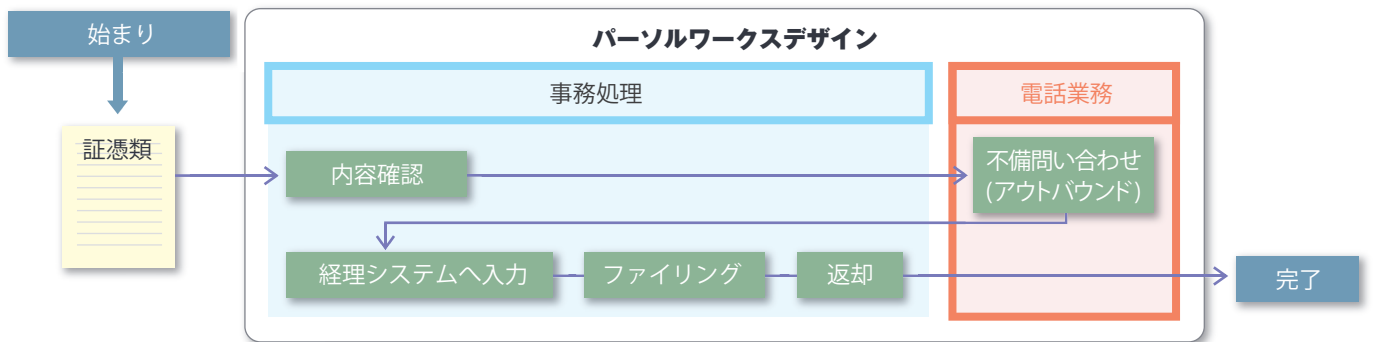 始まり
パーソルワークスデザイン
事務処理
電話業務
証憑類
内容確認
不備問い合わせ
(アウトバウンド)
経理システムへ入力
ファイリング
返却
完了